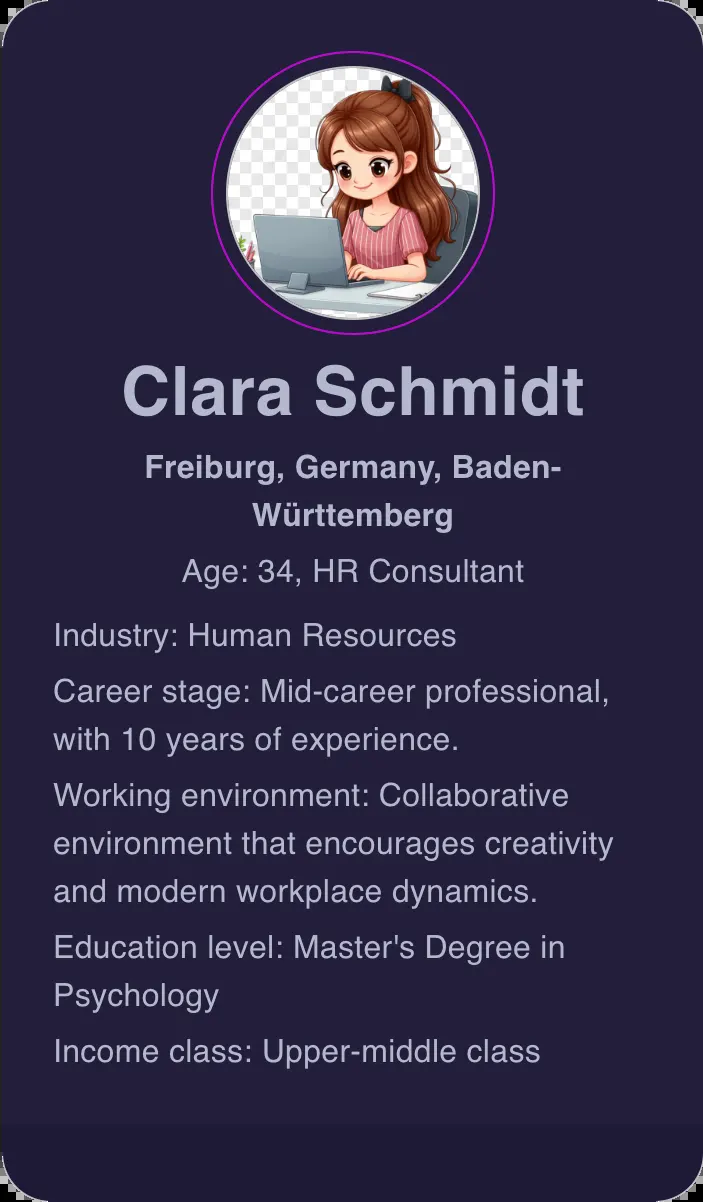 Clara Schmidt
Freiburg, Germany, Baden-
Württemberg
Age: 34, HR Consultant
Industry: Human Resources
Career stage: Mid-career professional,
with 10 years of experience.
Working environment: Collaborative
environment that encourages creativity
and modern workplace dynamics.
Education level: Master's Degree in
Psychology
Income class: Upper-middle class